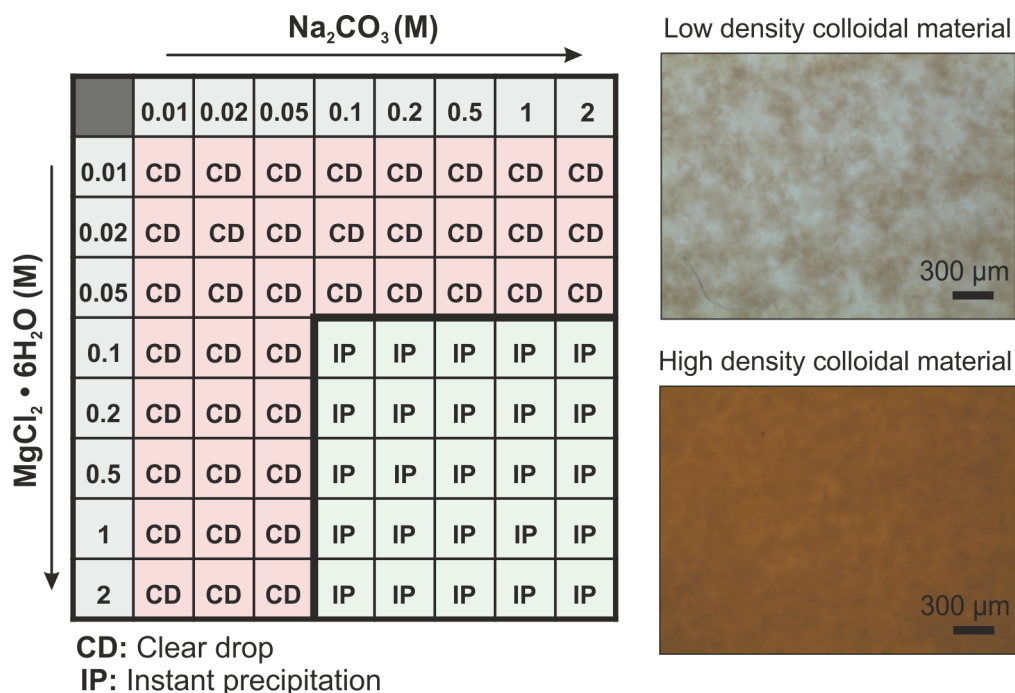 Na₂CO₃ (M)
0.01 0.02 0.05 0.1 0.2 0.5 1 2
MgCl₂ • 6H₂O (M)
0.01 CD CD CD CD CD CD CD CD
0.02 CD CD CD CD CD CD CD CD
0.05 CD CD CD CD CD CD CD CD
0.1 CD CD CD IP IP IP IP IP
0.2 CD CD CD IP IP IP IP IP
0.5 CD CD CD IP IP IP IP IP
1 CD CD CD IP IP IP IP IP
2 CD CD CD IP IP IP IP IP
CD: Clear drop
IP: Instant precipitation
Low density colloidal material
300 µm
High density colloidal material
300 µm